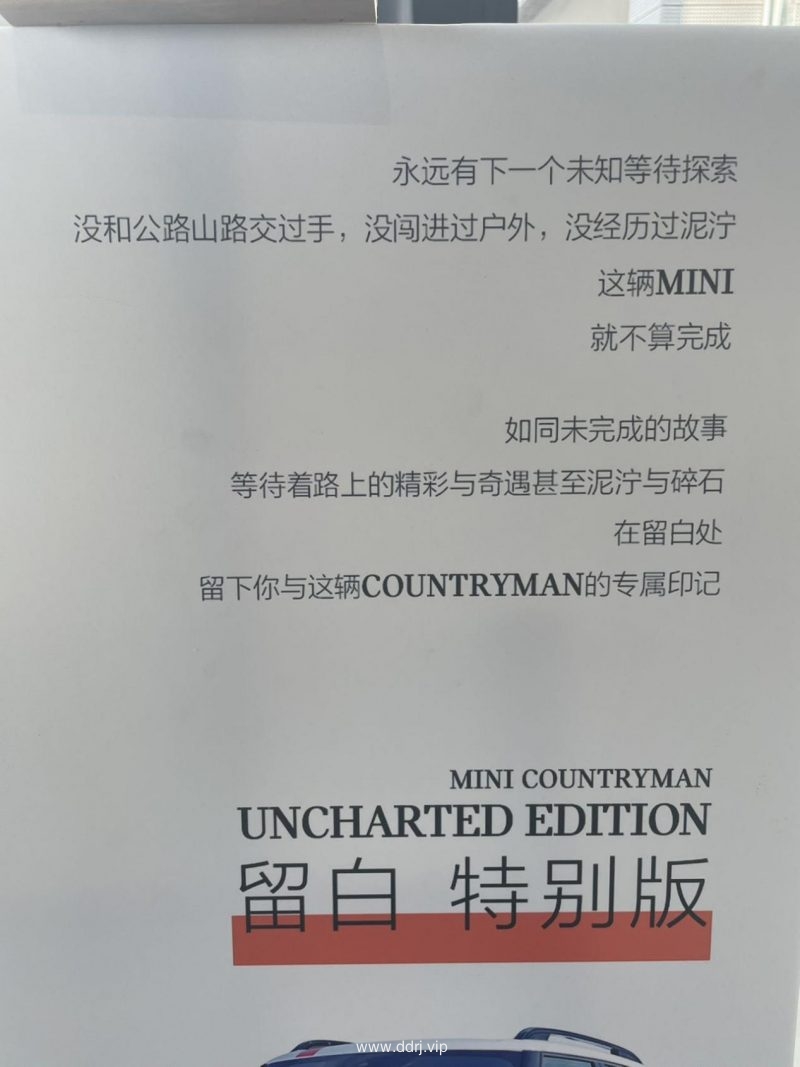 永远有下一个未知等待探索
没和公路山路交过手，没闯进过户外，没经历过泥泞
这辆MINI
就不算完成
如同未完成的故事
等待着路上的精彩与奇遇甚至泥泞与碎石
在留白处
留下你与这辆COUNTRYMAN的专属印记
MINI COUNTRYMAN
UNCHARTED EDITION
留白 特别版
www.ddrj.vip